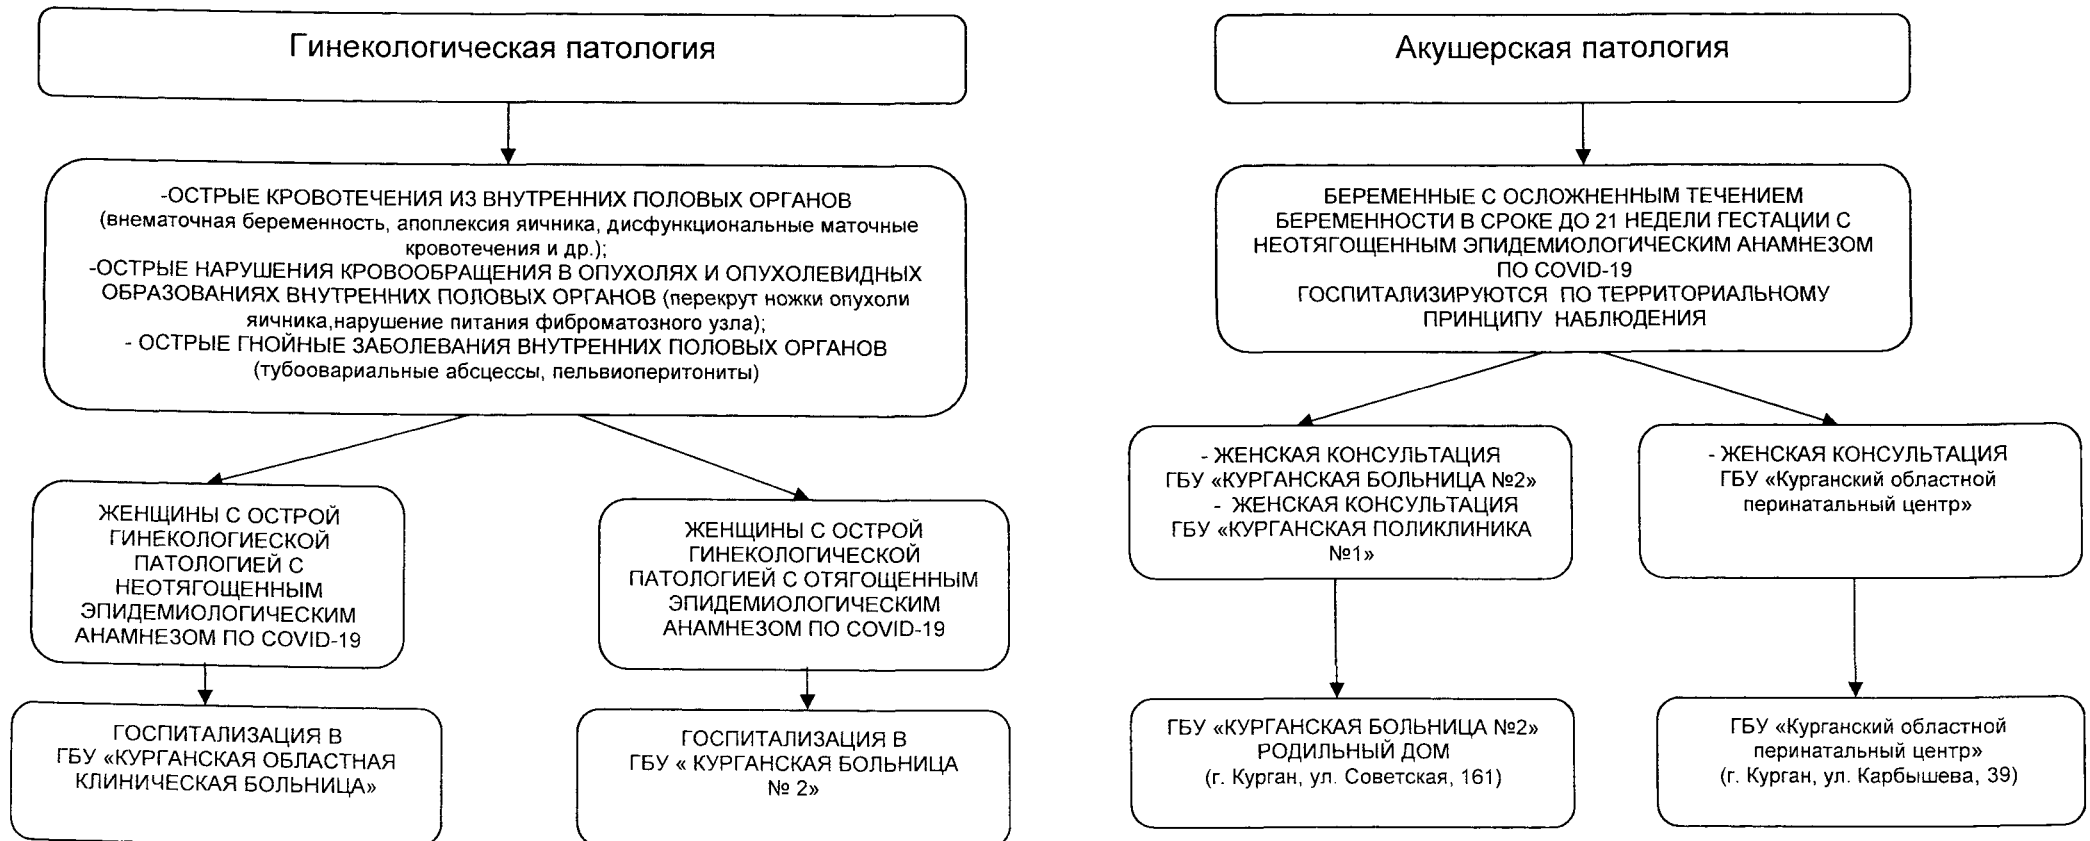 Гинекологическая патология
-ОСТРЫЕ КРОВОТЕЧЕНИЯ ИЗ ВНУТРЕННИХ ПОЛОВЫХ ОРГАНОВ
(внематочная беременность, апоплексия яичника, дисфункциональные маточные
кровотечения и др.);
-ОСТРЫЕ НАРУШЕНИЯ КРОВООБРАЩЕНИЯ В ОПУХОЛЯХ И ОПУХОЛЕВИДНЫХ
ОБРАЗОВАНИЯХ ВНУТРЕННИХ ПОЛОВЫХ ОРГАНОВ (перекрут ножки опухоли
яичника,нарушение питания фиброматозного узла);
- ОСТРЫЕ ГНОЙНЫЕ ЗАБОЛЕВАНИЯ ВНУТРЕННИХ ПОЛОВЫХ ОРГАНОВ
(тубоовариальные абсцессы, пельвиоперитониты)
ЖЕНЩИНЫ С ОСТРОЙ
ГИНЕКОЛОГИЕСКОЙ
ПАТОЛОГИЕЙ С
НЕОТЯГОЩЕННЫМ
ЭПИДЕМИОЛОГИЧЕСКИМ
АНАМНЕЗОМ ПО COVID-19
ЖЕНЩИНЫ С ОСТРОЙ
ГИНЕКОЛОГИЧЕСКОЙ
ПАТОЛОГИЕЙ С ОТЯГОЩЕННЫМ
ЭПИДЕМИОЛОГИЧЕСКИМ
АНАМНЕЗОМ ПО COVID-19
ГОСПИТАЛИЗАЦИЯ В
ГБУ «КУРГАНСКАЯ ОБЛАСТНАЯ
КЛИНИЧЕСКАЯ БОЛЬНИЦА»
ГОСПИТАЛИЗАЦИЯ В
ГБУ « КУРГАНСКАЯ БОЛЬНИЦА
№ 2»
Акушерская патология
БЕРЕМЕННЫЕ С ОСЛОЖНЕННЫМ ТЕЧЕНИЕМ
БЕРЕМЕННОСТИ В СРОКЕ ДО 21 НЕДЕЛИ ГЕСТАЦИИ С
НЕОТЯГОЩЕННЫМ ЭПИДЕМИОЛОГИЧЕСКИМ АНАМНЕЗОМ
ПО COVID-19
ГОСПИТАЛИЗИРУЮТСЯ ПО ТЕРРИТОРИАЛЬНОМУ
ПРИНЦИПУ НАБЛЮДЕНИЯ
- ЖЕНСКАЯ КОНСУЛЬТАЦИЯ
ГБУ «КУРГАНСКАЯ БОЛЬНИЦА №2»
- ЖЕНСКАЯ КОНСУЛЬТАЦИЯ
ГБУ «КУРГАНСКАЯ ПОЛИКЛИНИКА
№1»
- ЖЕНСКАЯ КОНСУЛЬТАЦИЯ
ГБУ «Курганский областной
перинатальный центр»
ГБУ «КУРГАНСКАЯ БОЛЬНИЦА №2»
РОДИЛЬНЫЙ ДОМ
(г. Курган, ул. Советская, 161)
ГБУ «Курганский областной
перинатальный центр»
(г. Курган, ул. Карбышева, 39)